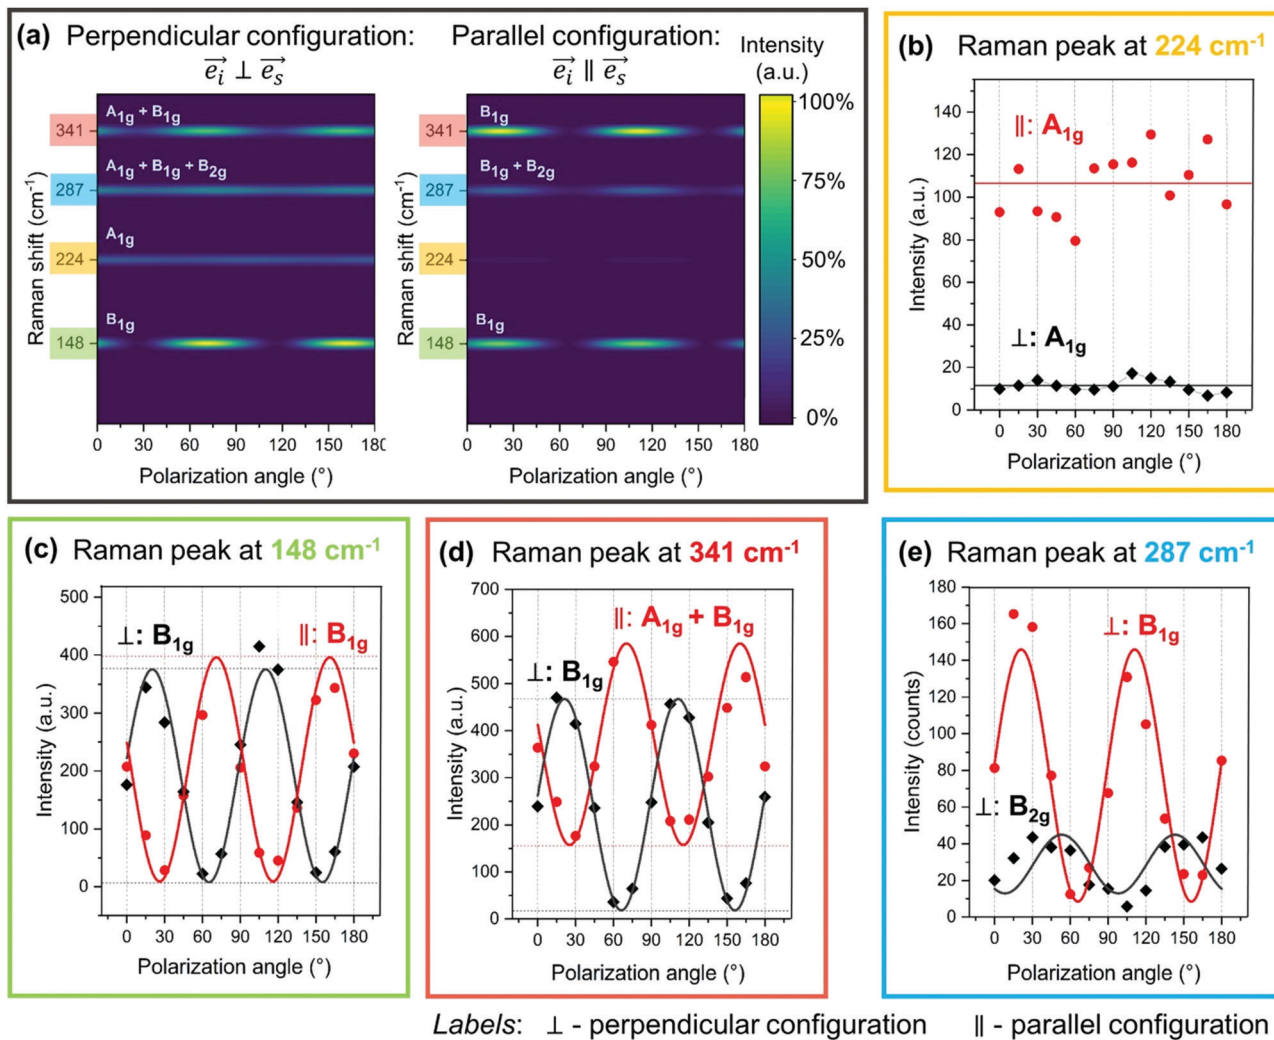 (a) Perpendicular configuration:
e⃗ᵢ ⊥ e⃗ₛ
Parallel configuration:
e⃗ᵢ ∥ e⃗ₛ
Intensity
(a.u.)
100%
75%
50%
25%
0%
Raman shift (cm⁻¹)
341
287
224
148
A₁g + B₁g
A₁g + B₁g + B₂g
A₁g
B₁g
0 30 60 90 120 150 180
Polarization angle (°)
Raman shift (cm⁻¹)
341
287
224
148
B₁g
B₁g + B₂g
B₁g
0 30 60 90 120 150 180
Polarization angle (°)
(b) Raman peak at 224 cm⁻¹
Intensity (a.u.)
140
120
100
80
60
40
20
0
∥: A₁g
⊥: A₁g
0 30 60 90 120 150 180
Polarization angle (°)
(c) Raman peak at 148 cm⁻¹
Intensity (a.u.)
500
400
300
200
100
0
⊥: B₁g
∥: B₁g
0 30 60 90 120 150 180
Polarization angle (°)
(d) Raman peak at 341 cm⁻¹
Intensity (a.u.)
700
600
500
400
300
200
100
0
∥: A₁g + B₁g
⊥: B₁g
0 30 60 90 120 150 180
Polarization angle (°)
(e) Raman peak at 287 cm⁻¹
Intensity (counts)
180
160
140
120
100
80
60
40
20
0
⊥: B₁g
⊥: B₂g
0 30 60 90 120 150 180
Polarization angle (°)
Labels: ⊥ - perpendicular configuration ∥ - parallel configuration